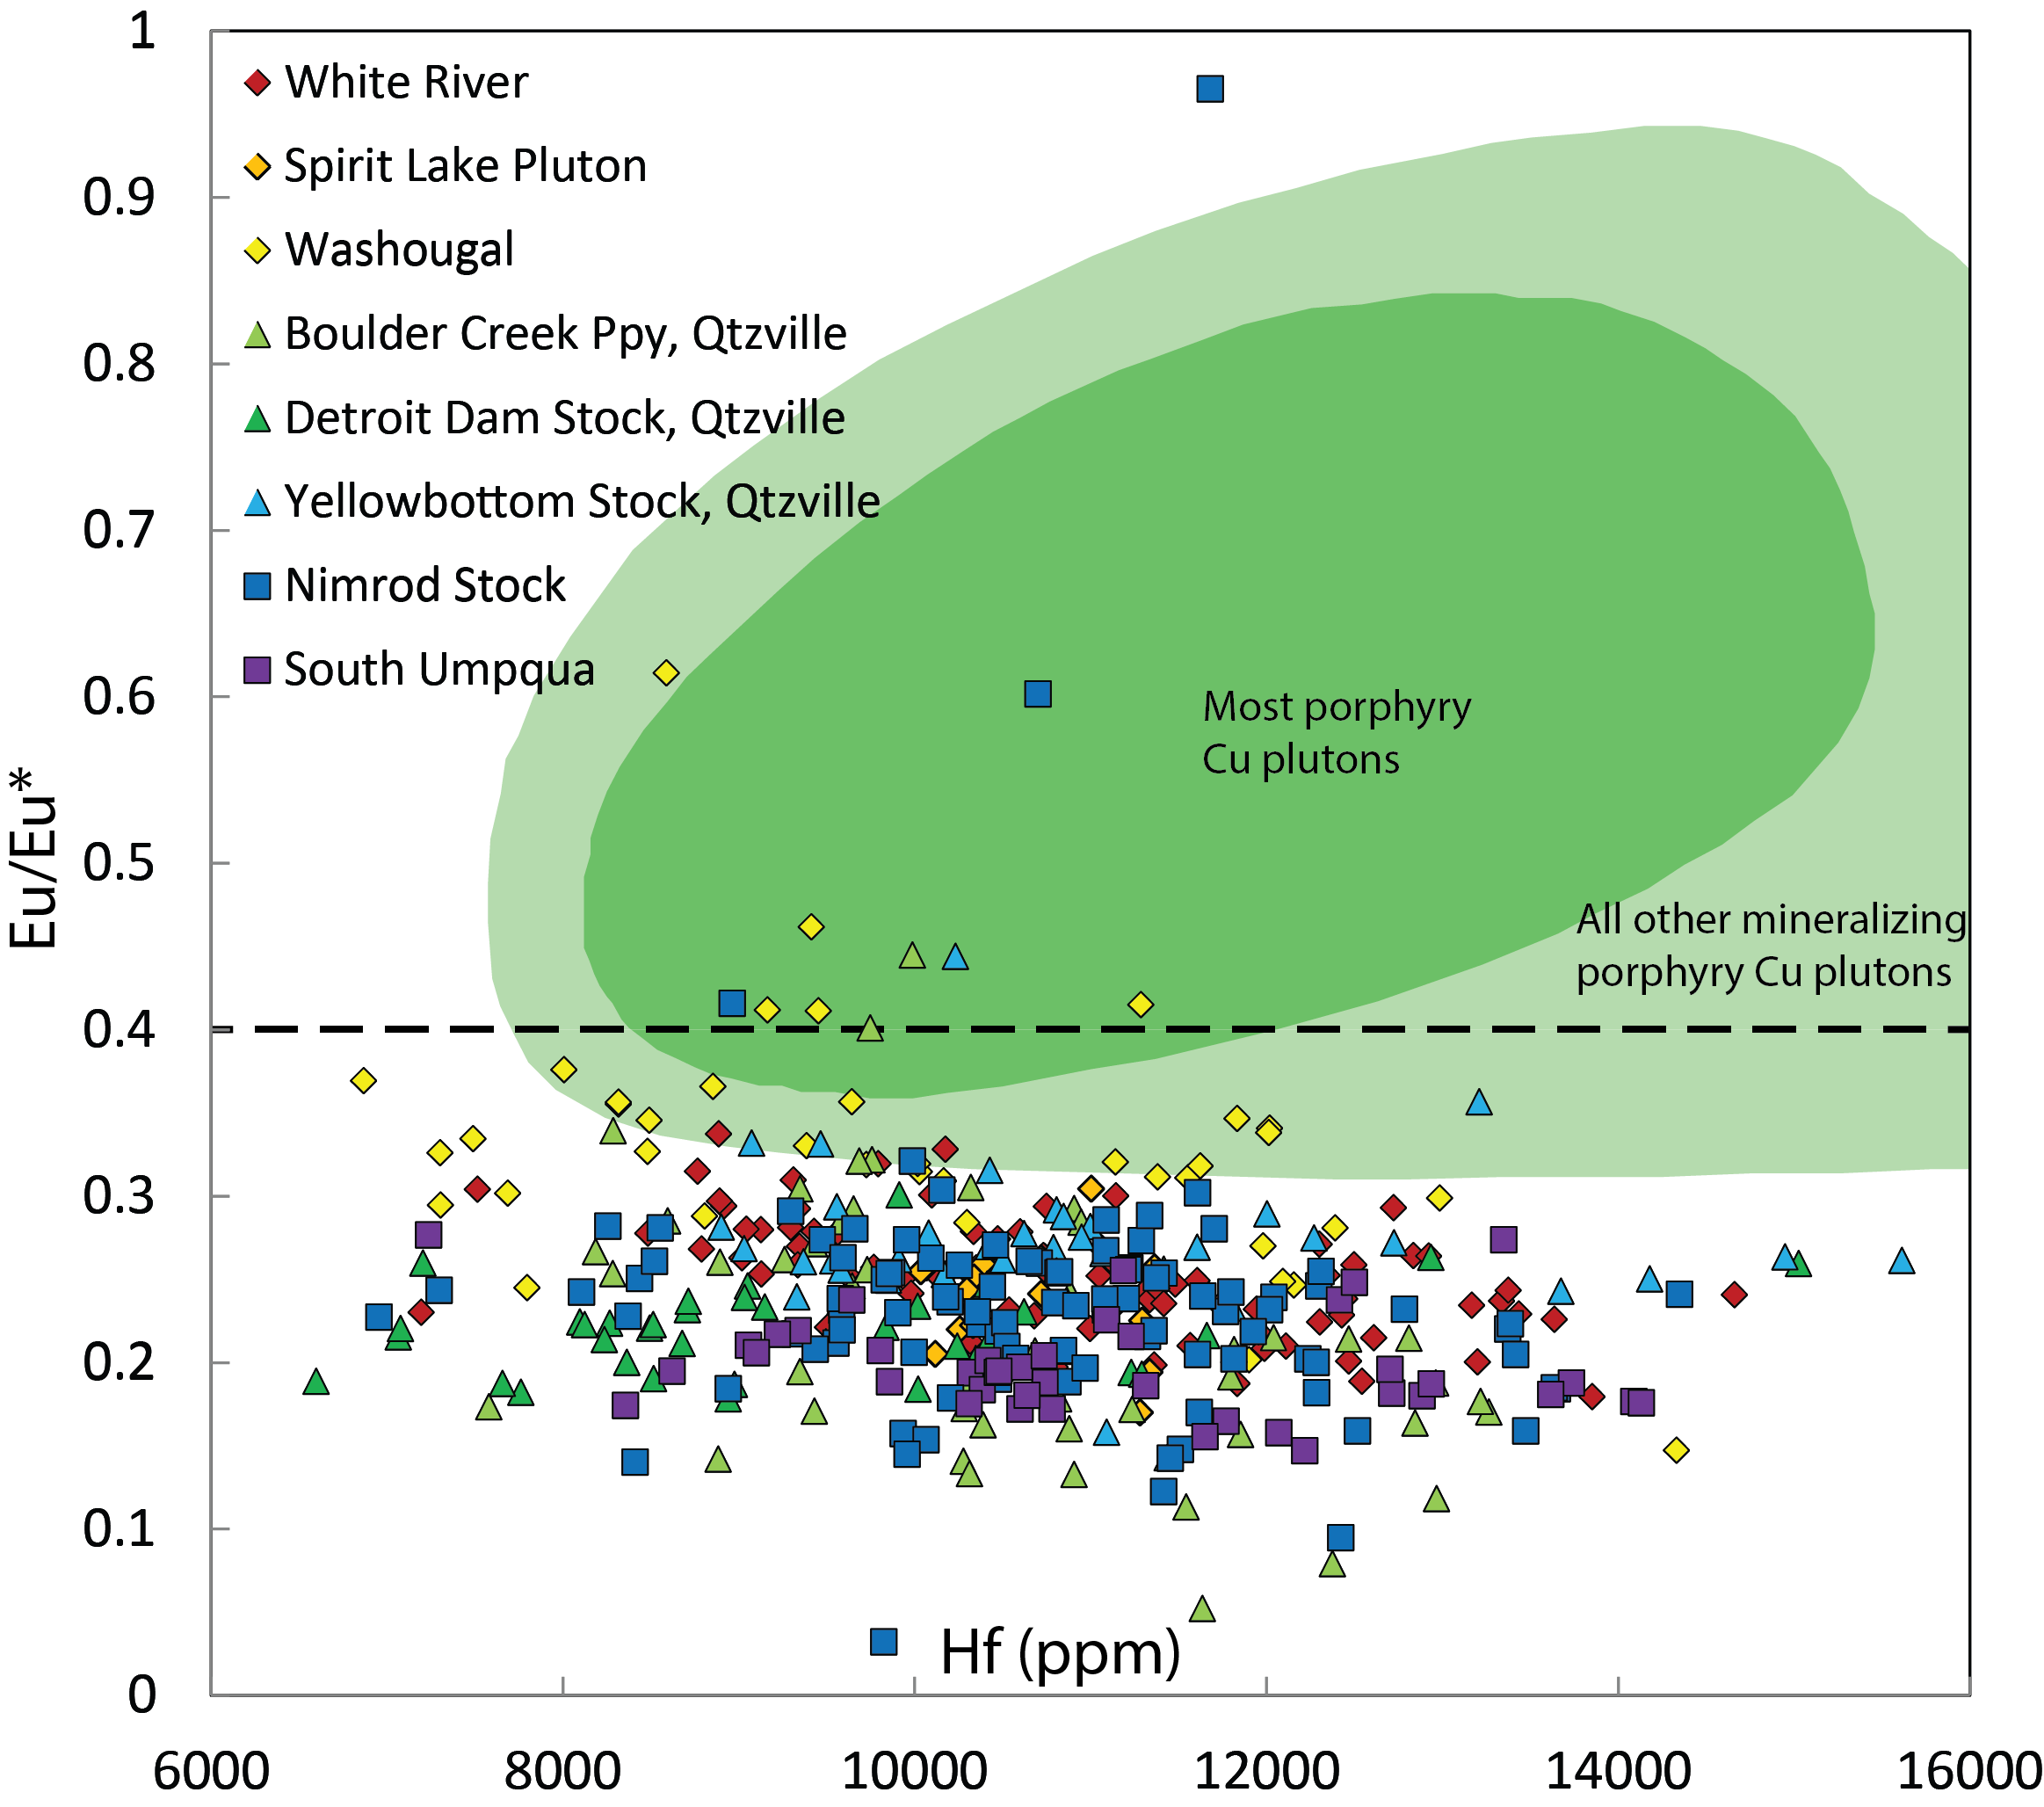 1
0.9
0.8
0.7
0.6
0.5
0.4
0.3
0.2
0.1
0
Eu/Eu*
White River
Spirit Lake Pluton
Washougal
Boulder Creek Ppy, Qtzville
Detroit Dam Stock, Qtzville
Yellowbottom Stock, Qtzville
Nimrod Stock
South Umpqua
Most porphyry
Cu plutons
All other mineralizing
porphyry Cu plutons
Hf (ppm)
6000 8000 10000 12000 14000 16000